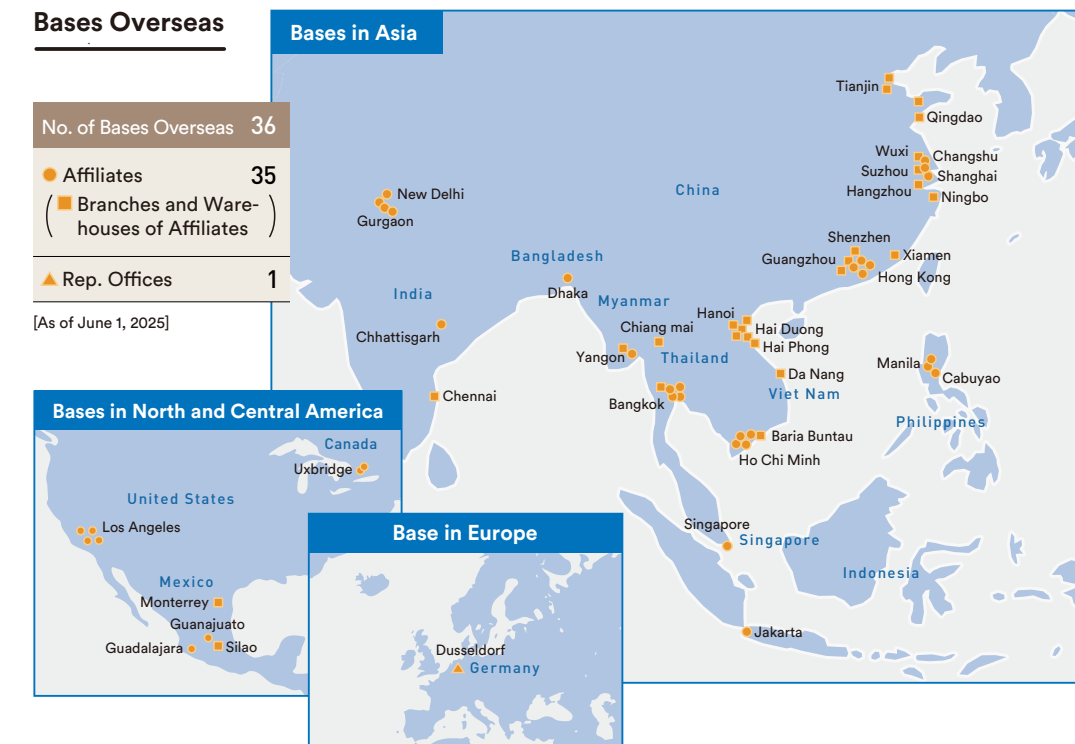 Bases Overseas
No. of Bases Overseas 36
Affiliates 35
( Branches and Ware-
houses of Affiliates )
Rep. Offices 1
[As of June 1, 2025]
Bases in Asia
Tianjin
Qingdao
Wuxi
Changshu
Suzhou
Shanghai
Hangzhou
Ningbo
China
New Delhi
Gurgaon
Shenzhen
Guangzhou
Xiamen
Hong Kong
Bangladesh
Dhaka
India
Myanmar
Chhattisgarh
Chiang mai
Hanoi
Hai Duong
Hai Phong
Yangon
Thailand
Manila
Cabuyao
Da Nang
Viet Nam
Chennai
Bangkok
Philippines
Baria Buntau
Ho Chi Minh
Singapore
Singapore
Indonesia
Jakarta
Bases in North and Central America
Canada
Uxbridge
United States
Los Angeles
Mexico
Monterrey
Guanajuato
Guadalajara
Silao
Base in Europe
Dusseldorf
Germany